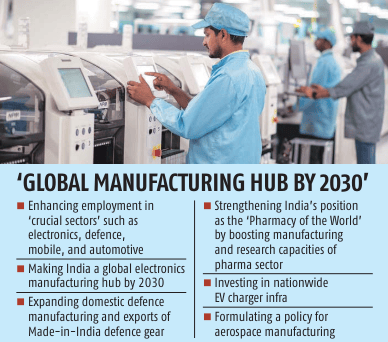 'GLOBAL MANUFACTURING HUB BY 2030'
Enhancing employment in
'crucial sectors' such as
electronics, defence,
mobile, and automotive
Making India a global electronics
manufacturing hub by 2030
Expanding domestic defence
manufacturing and exports of
Made-in-India defence gear
Strengthening India's position
as the 'Pharmacy of the World'
by boosting manufacturing
and research capacities of
pharma sector
Investing in nationwide
EV charger infra
Formulating a policy for
aerospace manufacturing